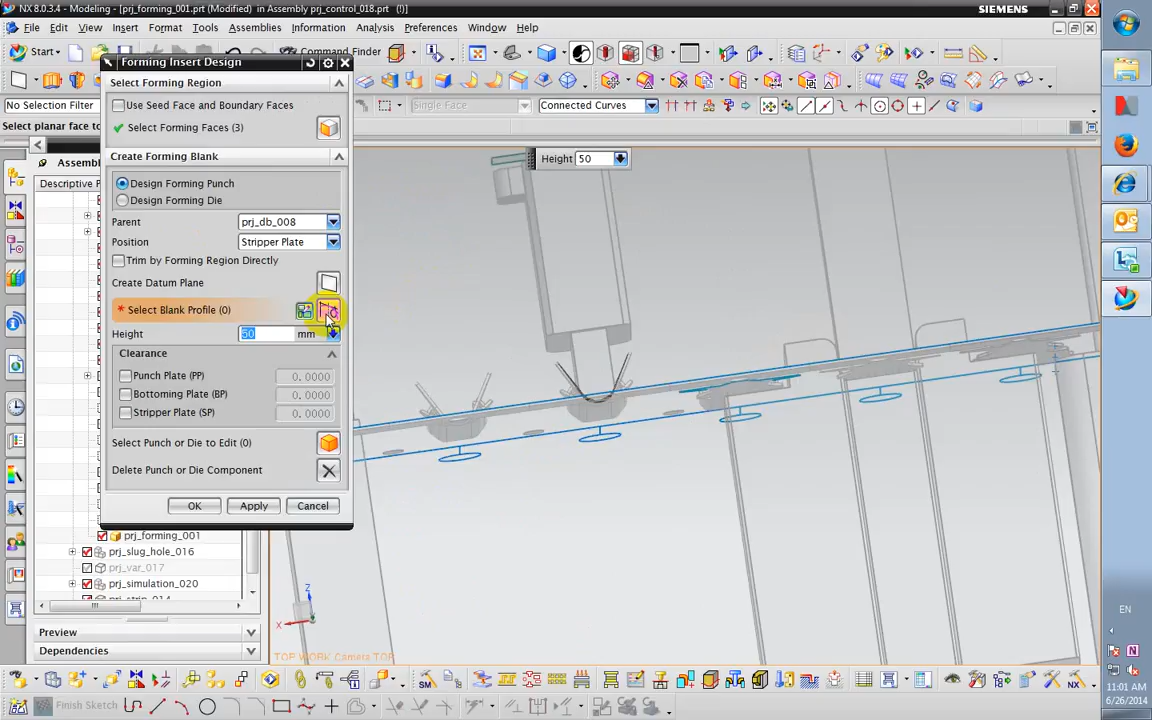 NX 8.0.3.4 - Modeling - [prj_forming_001.prt (Modified) in Assembly prj_control_018.prt (!)]
SIEMENS
File Edit View Insert Format Tools Assemblies Information Analysis Preferences Window Help
Start
Command Finder
No Selection Filter
Single Face
Connected Curves
Select planar face to
Forming Insert Design
Select Forming Region
Use Seed Face and Boundary Faces
Select Forming Faces (3)
Create Forming Blank
Design Forming Punch
Design Forming Die
Parent prj_db_008
Position Stripper Plate
Trim by Forming Region Directly
Create Datum Plane
* Select Blank Profile (0)
Height 50 mm
Clearance
Punch Plate (PP) 0.0000
Bottoming Plate (BP) 0.0000
Stripper Plate (SP) 0.0000
Select Punch or Die to Edit (0)
Delete Punch or Die Component
OK Apply Cancel
Height 50
Assemb
Descriptive P
prj_forming_001
prj_slug_hole_016
prj_var_017
prj_simulation_020
prj_strip_014
Preview
Dependencies
Z
X
TOP WORK Camera TOP
SM
NX
Finish Sketch
EN
11:01 AM
6/26/2014